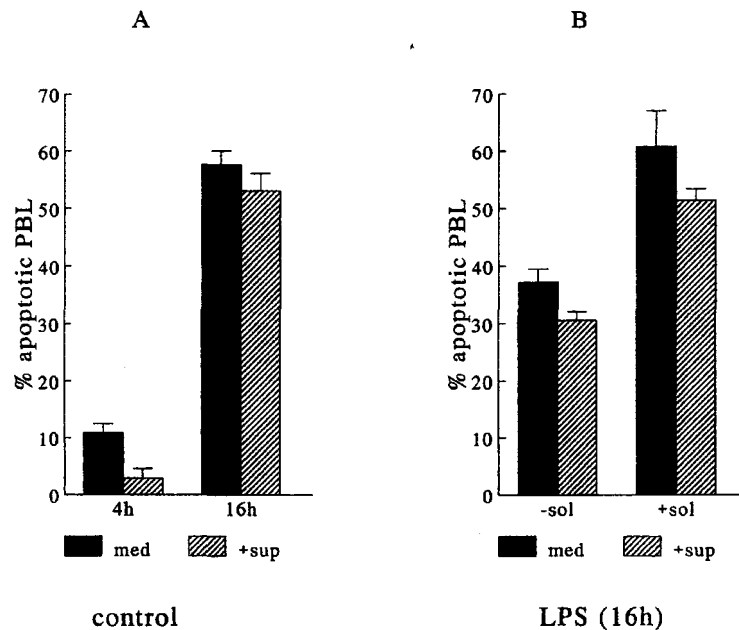 A
% apoptotic PBL
70
60
50
40
30
20
10
0
4h 16h
med +sup
control
B
% apoptotic PBL
70
60
50
40
30
20
10
0
-sol +sol
med +sup
LPS (16h)